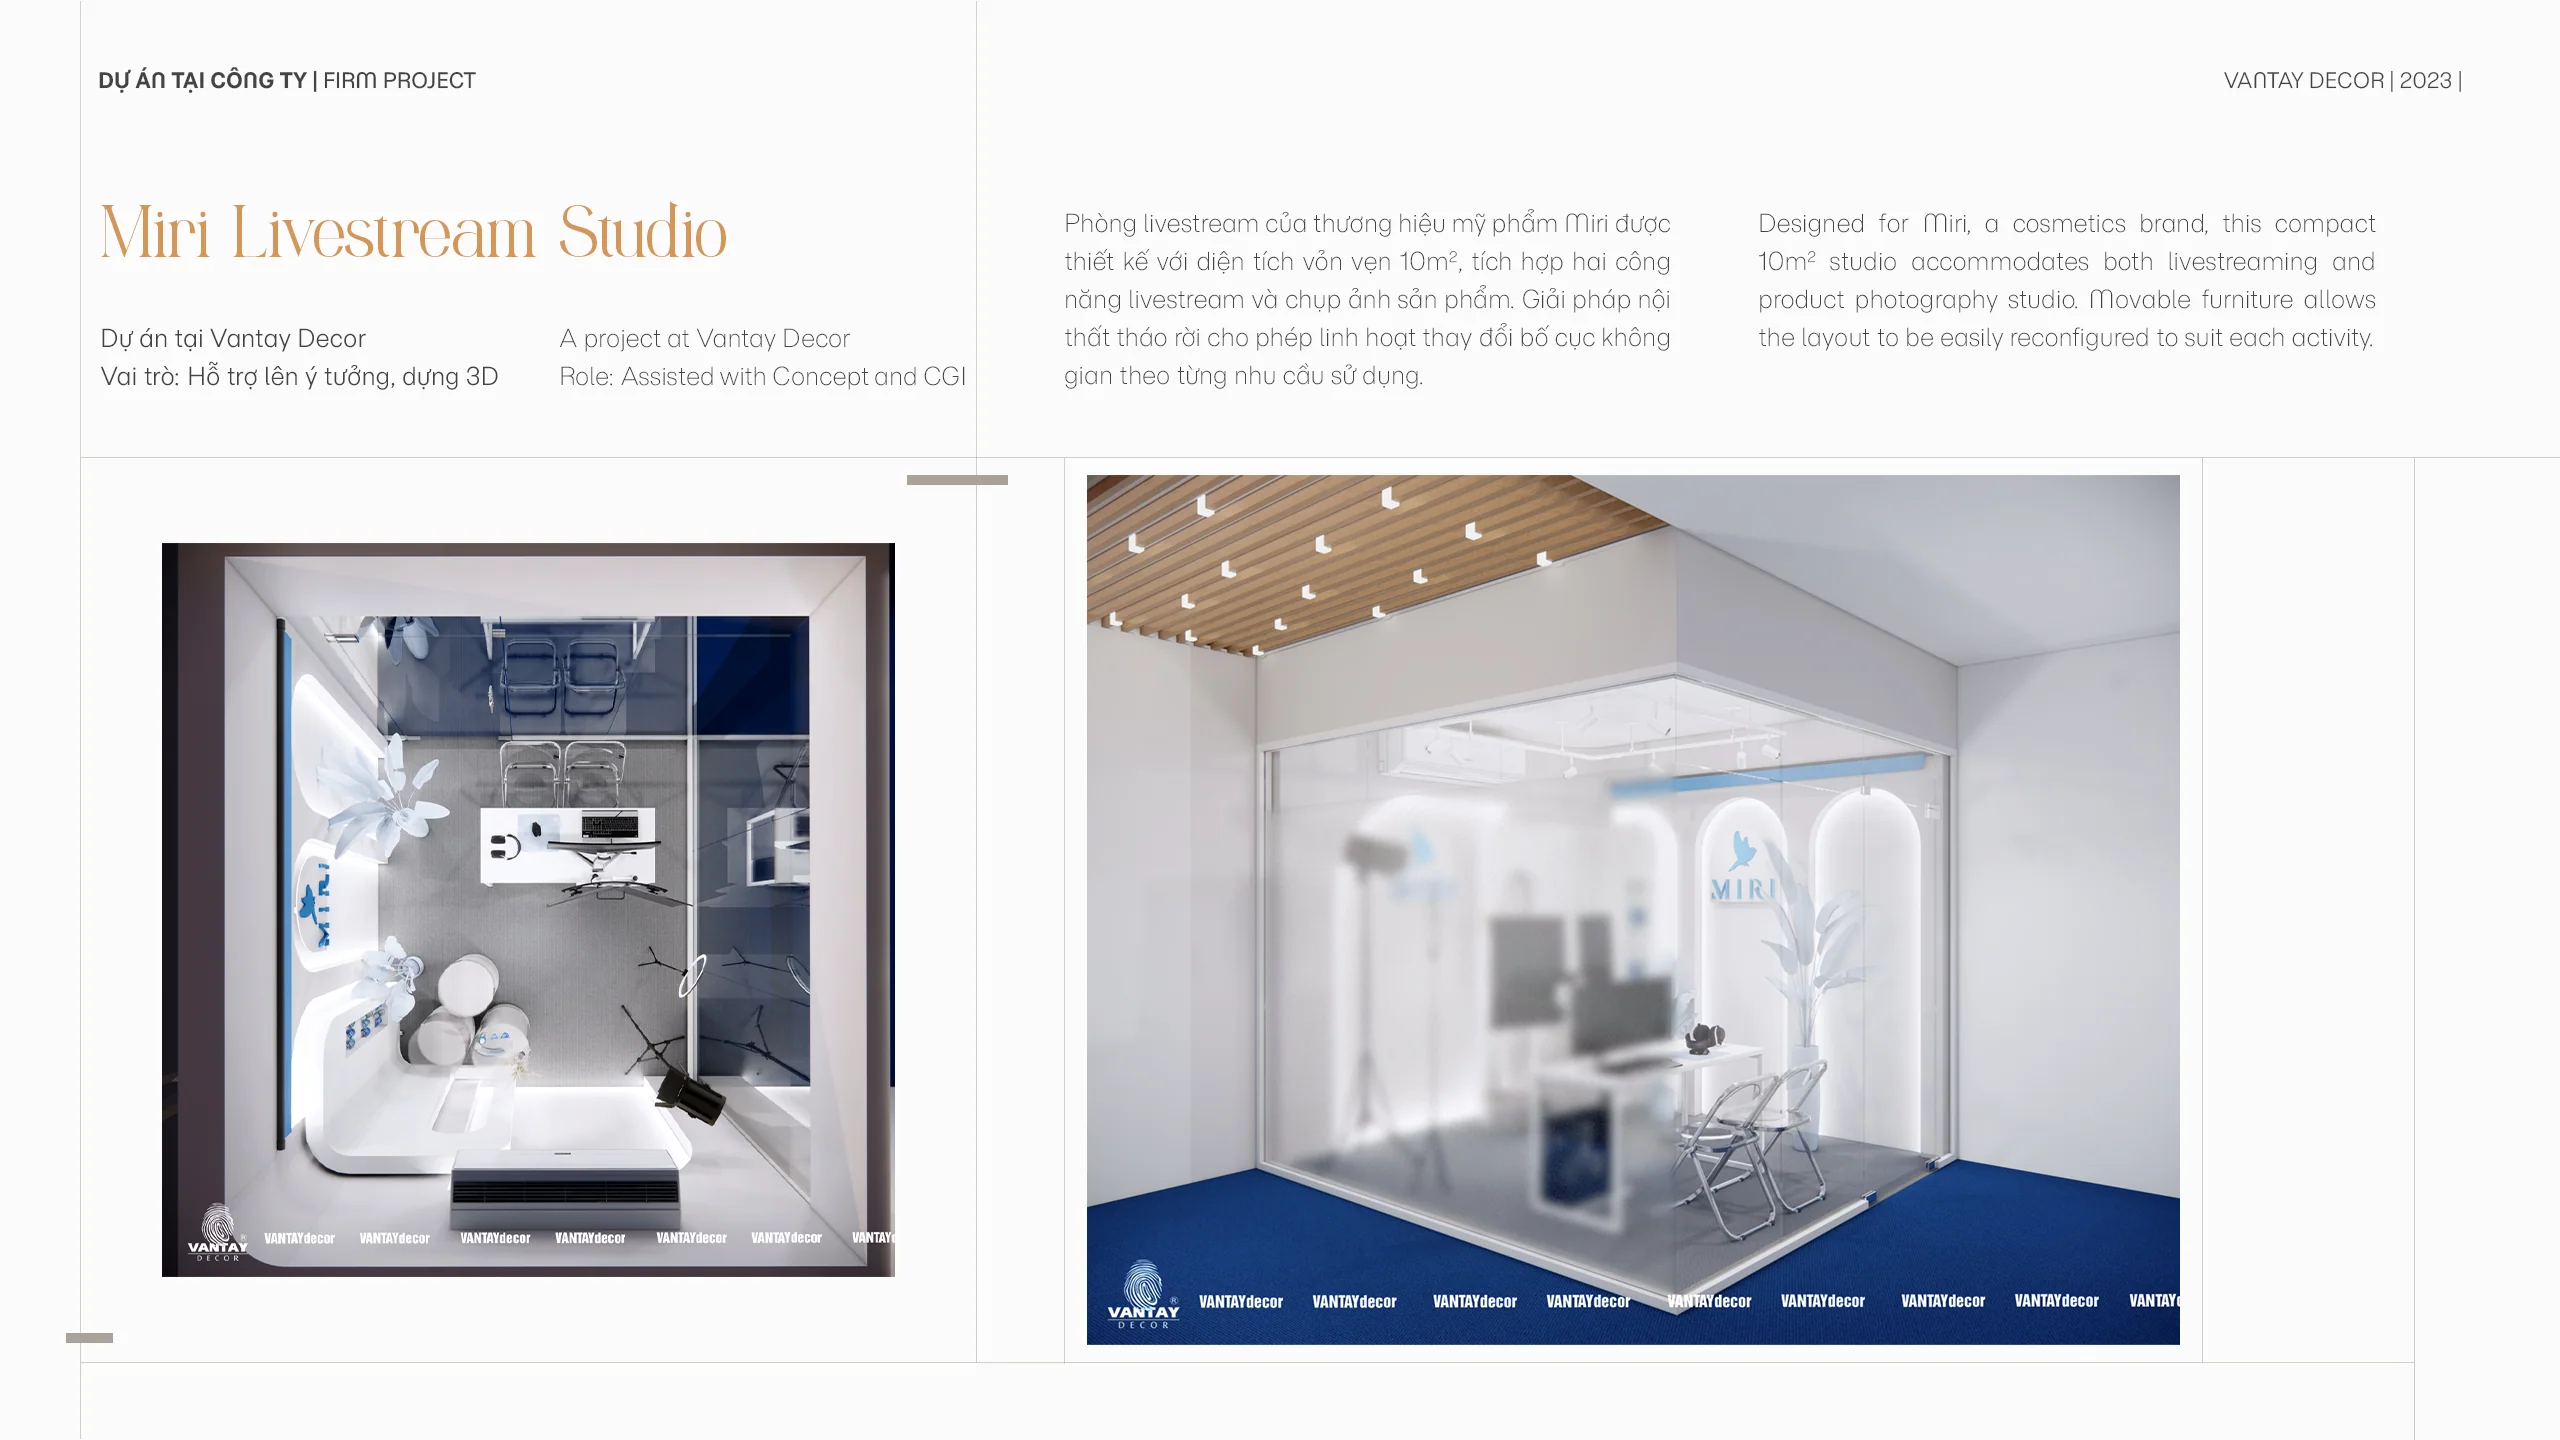 DỰ ÁN TẠI CÔNG TY | FIRM PROJECT
VANTAY DECOR | 2023 |
Miri Livestream Studio
Dự án tại Vantay Decor
Vai trò: Hỗ trợ lên ý tưởng, dựng 3D
A project at Vantay Decor
Role: Assisted with Concept and CGI
Phòng livestream của thương hiệu mỹ phẩm Miri được
thiết kế với diện tích vỏn vẹn 10m², tích hợp hai công
năng livestream và chụp ảnh sản phẩm. Giải pháp nội
thất tháo rời cho phép linh hoạt thay đổi bố cục không
gian theo từng nhu cầu sử dụng.
Designed for Miri, a cosmetics brand, this compact
10m² studio accommodates both livestreaming and
product photography studio. Movable furniture allows
the layout to be easily reconfigured to suit each activity.
MIRI
VANTAY ®
DECOR
VANTAYdecor VANTAYdecor VANTAYdecor VANTAYdecor VANTAYdecor VANTAYdecor VANTAY
MIRI
VANTAY ®
DECOR
VANTAYdecor VANTAYdecor VANTAYdecor VANTAYdecor VANTAYdecor VANTAYdecor VANTAYdecor VANTAYdecor VANTAY